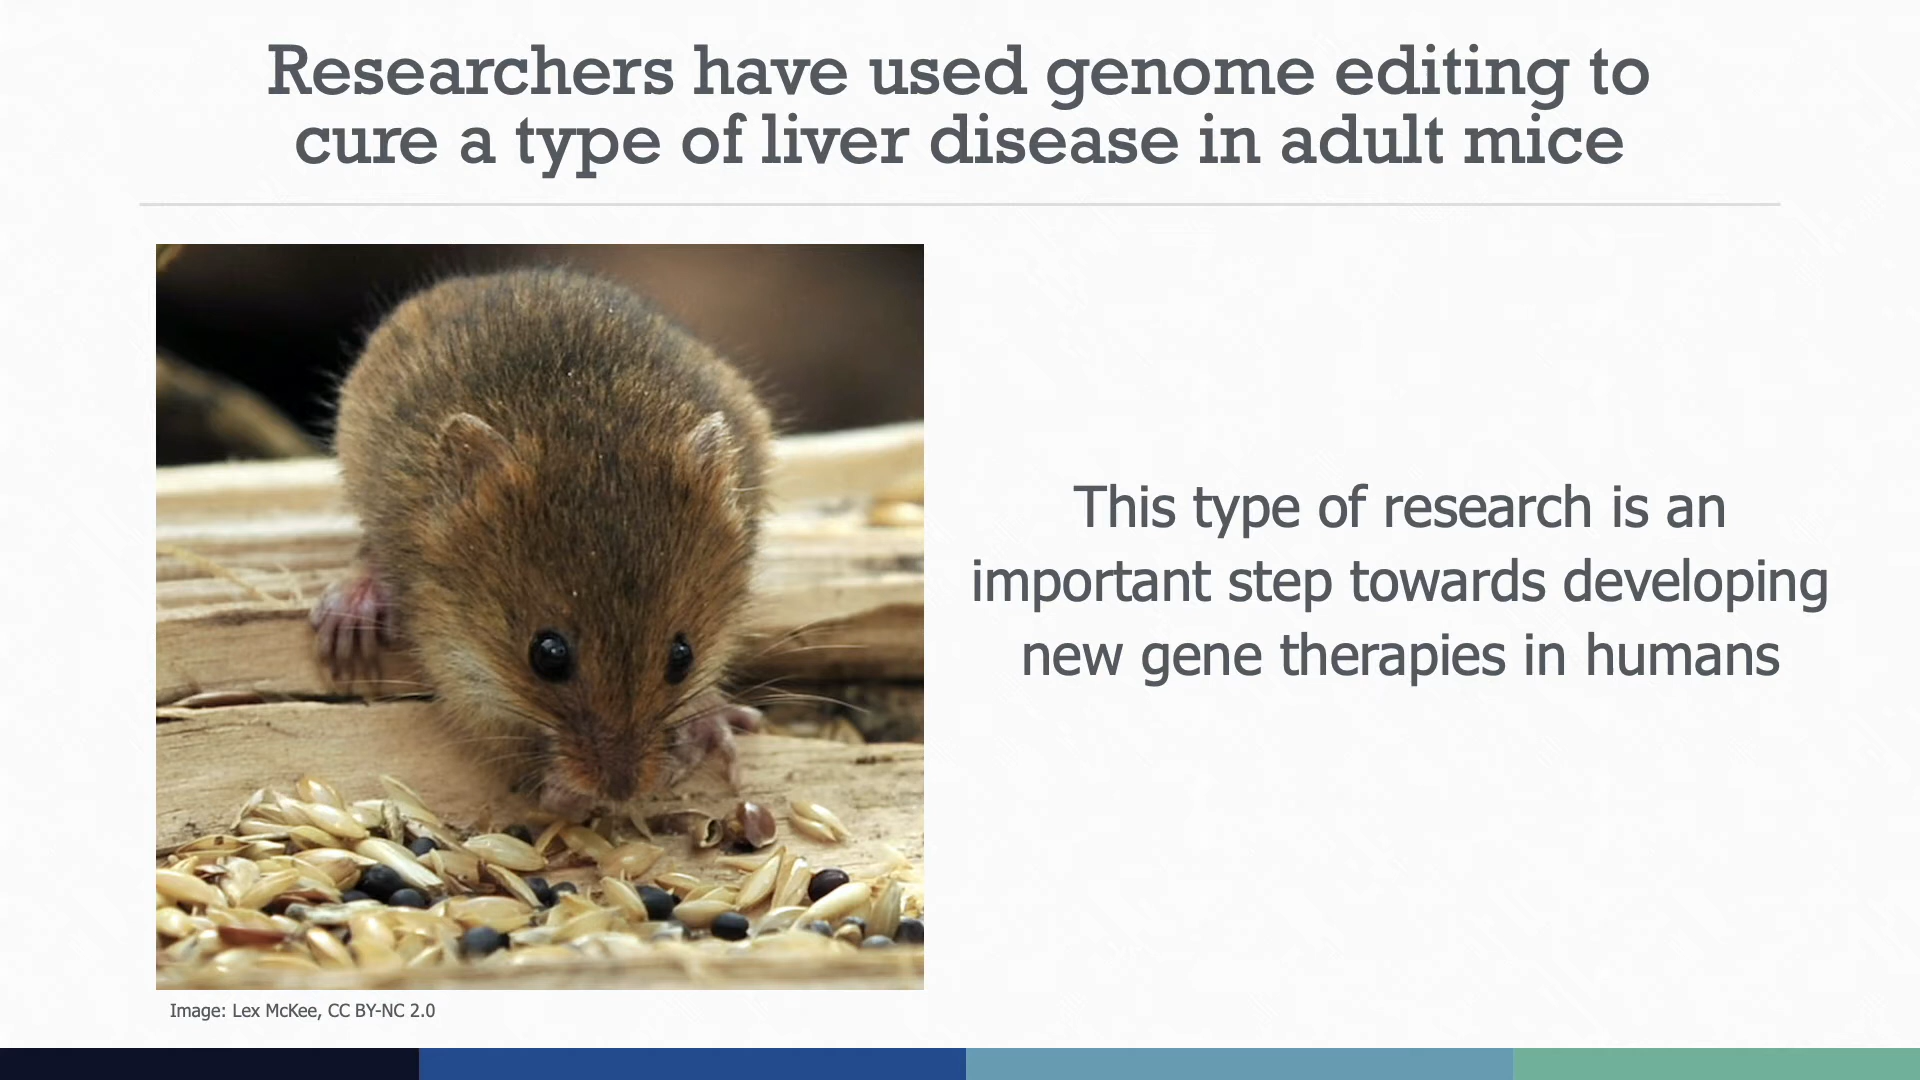 Researchers have used genome editing to
cure a type of liver disease in adult mice
This type of research is an
important step towards developing
new gene therapies in humans
Image: Lex McKee, CC BY-NC 2.0